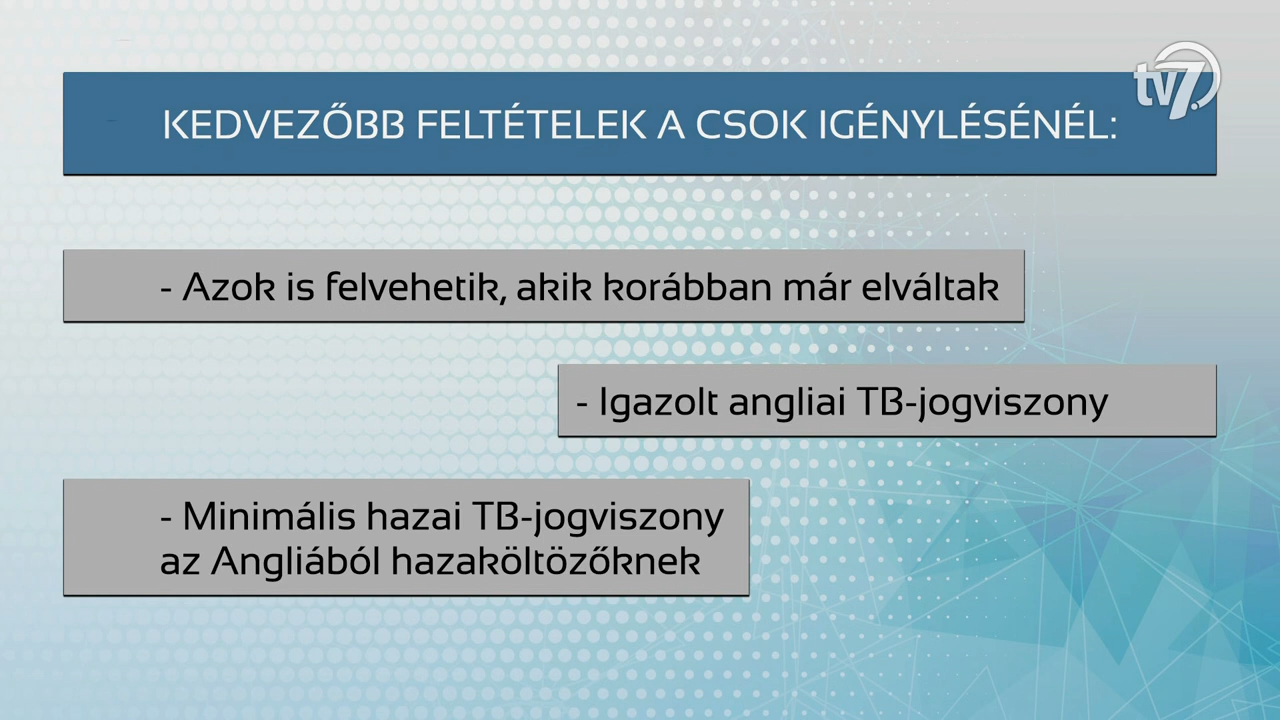 tv7.
KEDVEZŐBB FELTÉTELEK A CSOK IGÉNYLÉSÉNÉL:
- Azok is felvehetik, akik korábban már elváltak
- Igazolt angliai TB-jogviszony
- Minimális hazai TB-jogviszony
az Angliából hazaköltözőknek